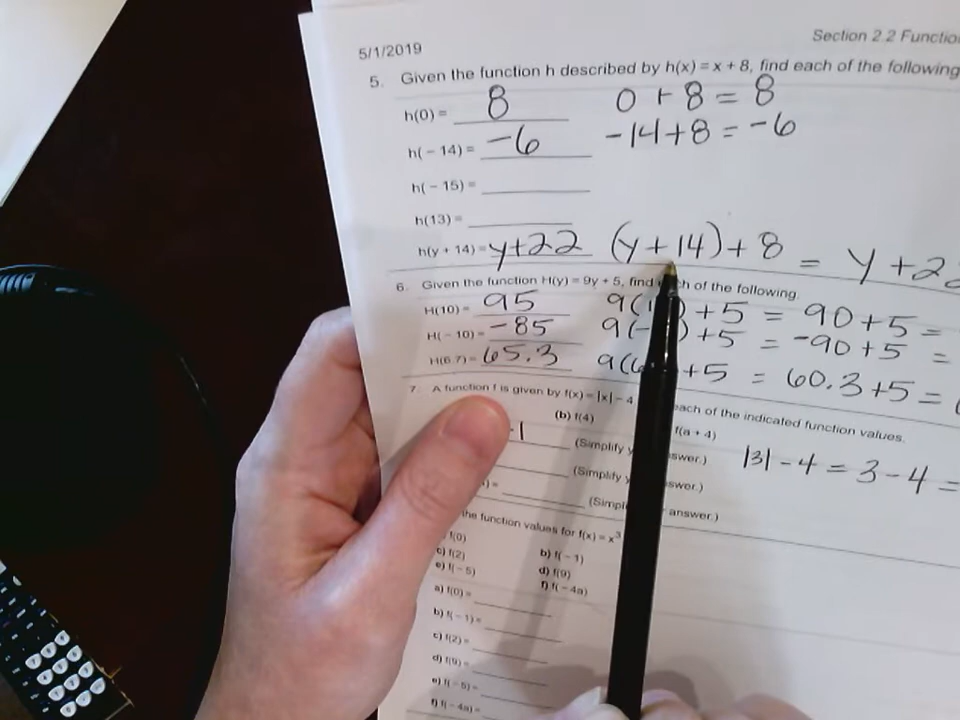 5/1/2019 Section 2.2
5. Given the function h described by h(x) = x + 8, find each of the following
h(0) = 8 0 + 8 = 8
h(-14) = -6 -14+8 = -6
h(-15) =
h(13) =
h(y + 14) = y+22 (y+14)+8 = y+22
6. Given the function H(y) = 9y + 5, find of the following.
H(10) = 95 +5 = 90+5 =
H(-10) = -85 +5 = -90+5 =
H(6.7) = 65.3 +5 = 60.3+5 =
7. A function f is given by f(x) = |x| - 4 each of the indicated function values.
(b) f(4) f(a + 4)
-1 (Simplify answer.) |3|-4 = 3-4 =
(Simplify answer.)
answer.)
the function values for f(x) = x³
f(0) b) f(-1)
c) f(2) d) f(9)
e) f(-5) f) f(-4a)
a) f(0) =
b) f(-1) =
c) f(2) =
d) f(9) =
e) f(-5) =
f) f(-4a) =